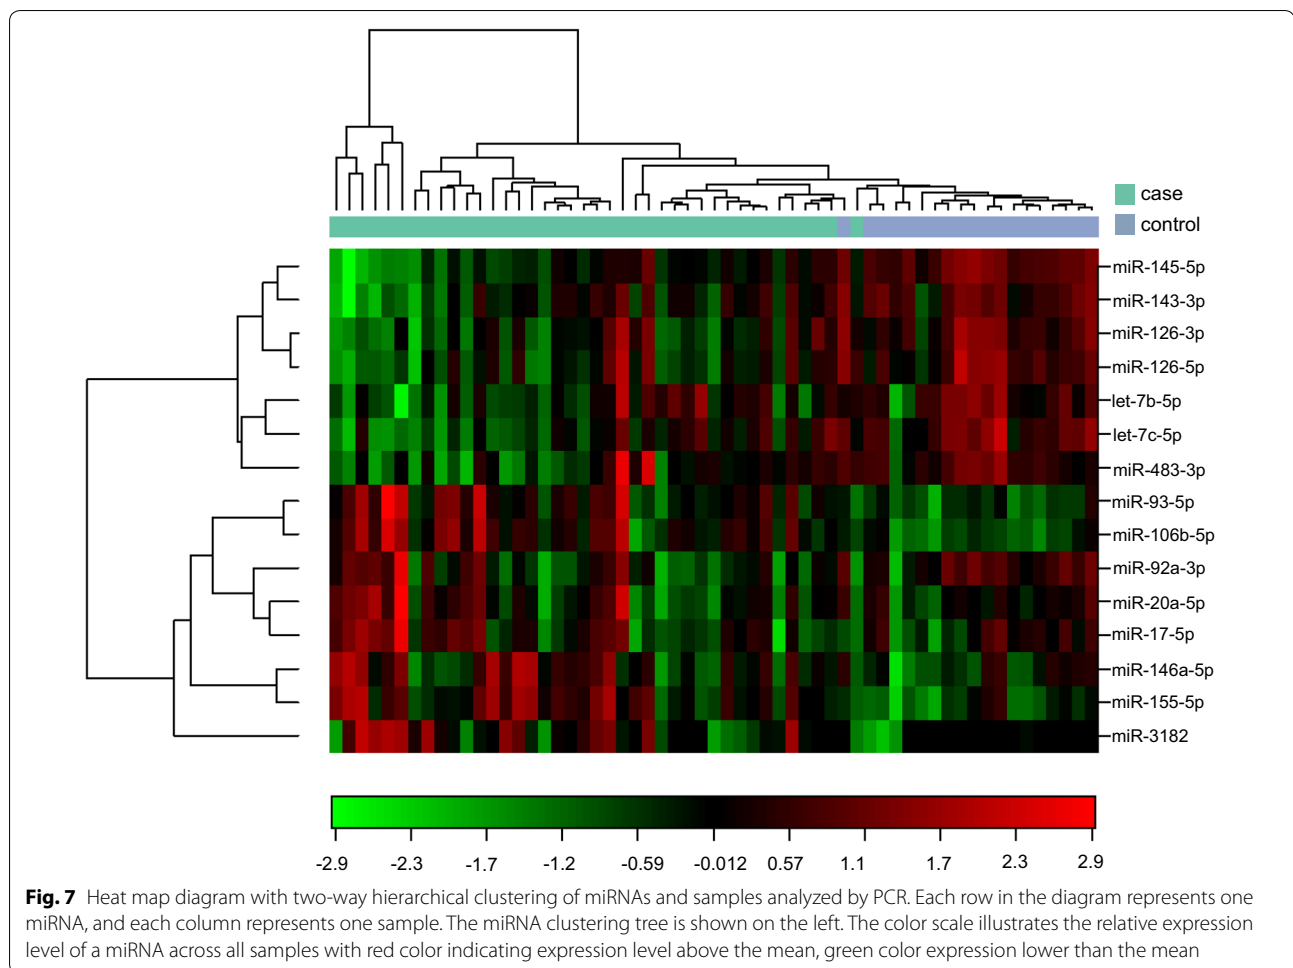 case
control
miR-145-5p
miR-143-3p
miR-126-3p
miR-126-5p
let-7b-5p
let-7c-5p
miR-483-3p
miR-93-5p
miR-106b-5p
miR-92a-3p
miR-20a-5p
miR-17-5p
miR-146a-5p
miR-155-5p
miR-3182
-2.9 -2.3 -1.7 -1.2 -0.59 -0.012 0.57 1.1 1.7 2.3 2.9
Fig. 7 Heat map diagram with two-way hierarchical clustering of miRNAs and samples analyzed by PCR. Each row in the diagram represents one
miRNA, and each column represents one sample. The miRNA clustering tree is shown on the left. The color scale illustrates the relative expression
level of a miRNA across all samples with red color indicating expression level above the mean, green color expression lower than the mean